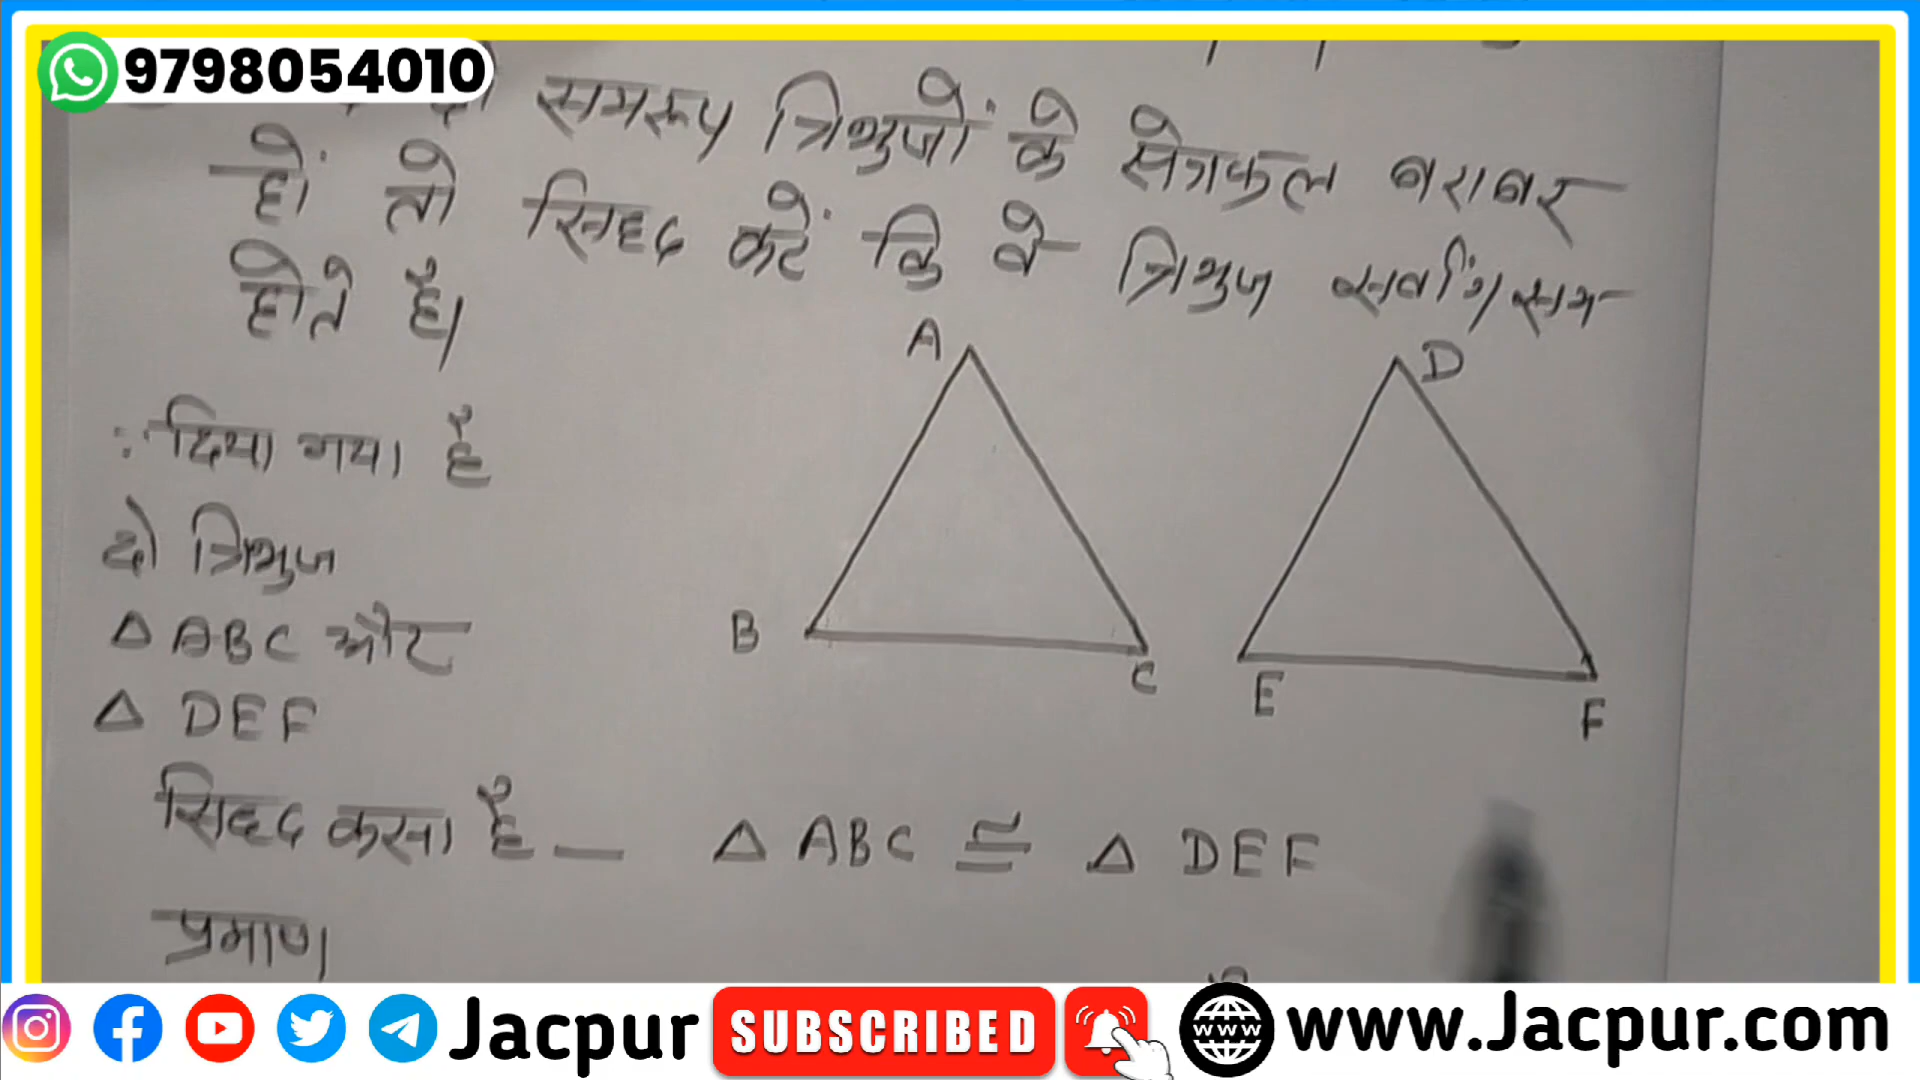 9798054010
समरूप त्रिभुजों के क्षेत्रफल बराबर
हों तो सिद्ध करें कि वे त्रिभुज सर्वांगसम
होते है।
A
D
∵ दिया गया है
दो त्रिभुज
△ ABC और
B
C
E
△ DEF
F
सिद्ध करना है — △ ABC ≅ △ DEF
प्रमाण
Jacpur SUBSCRIBED www www.Jacpur.com